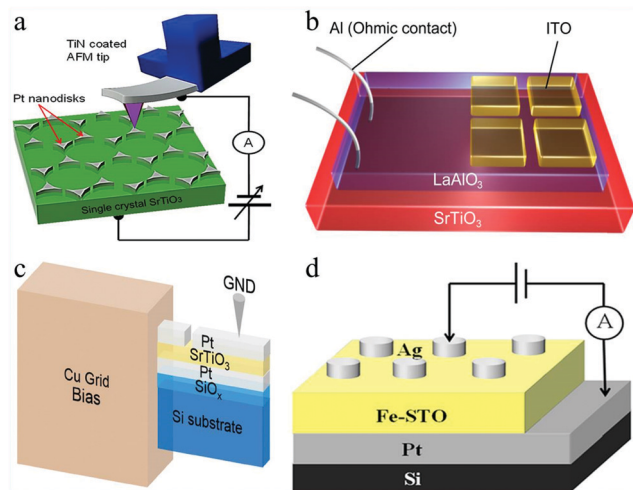 a
TiN coated
AFM tip
Pt nanodisks
A
Single crystal SrTiO3
b
Al (Ohmic contact)
ITO
LaAlO3
SrTiO3
c
GND
Pt
SrTiO3
Pt
SiOx
Cu Grid
Bias
Si substrate
d
A
Ag
Fe-STO
Pt
Si